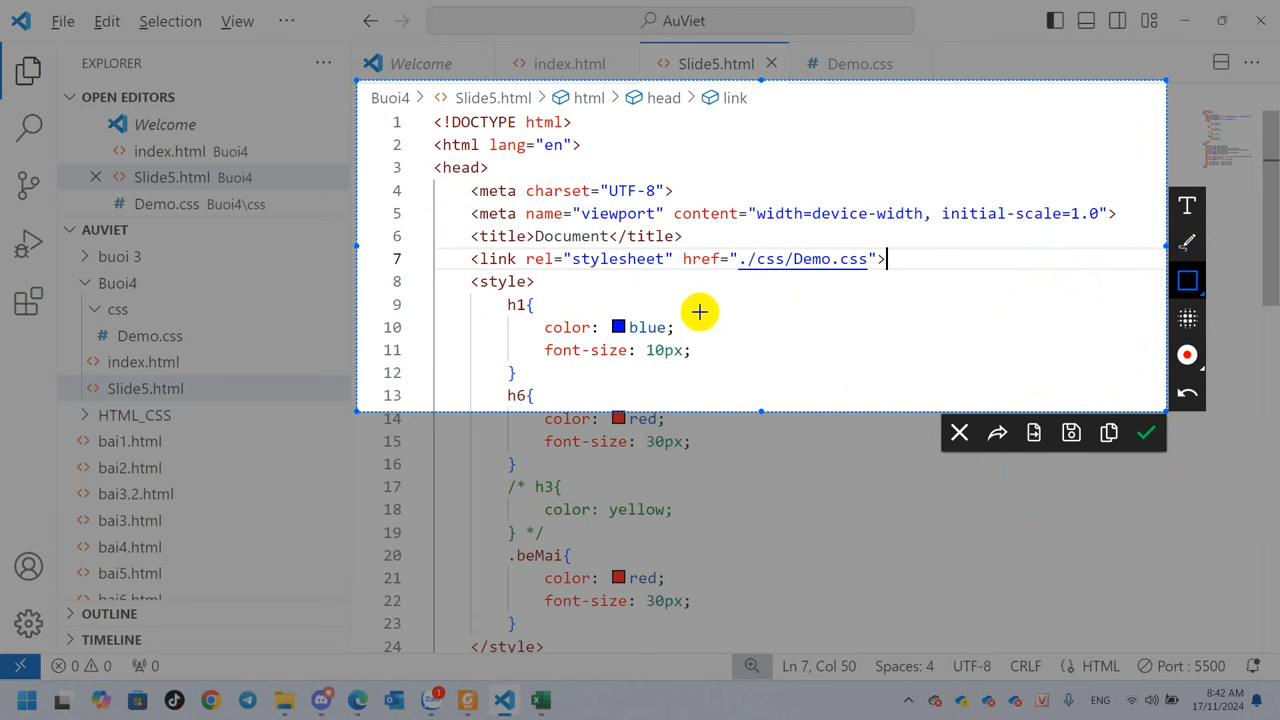 File Edit Selection View ··· AuViet
EXPLORER ···
OPEN EDITORS
Welcome
index.html Buoi4
Slide5.html Buoi4
Demo.css Buoi4\css
AUVIET
buoi 3
Buoi4
css
Demo.css
index.html
Slide5.html
HTML_CSS
bai1.html
bai2.html
bai3.2.html
bai3.html
bai4.html
bai5.html
bai6.html
OUTLINE
TIMELINE
Welcome index.html Slide5.html Demo.css
Buoi4 > Slide5.html > html > head > link
1 <!DOCTYPE html>
2 <html lang="en">
3 <head>
4 <meta charset="UTF-8">
5 <meta name="viewport" content="width=device-width, initial-scale=1.0">
6 <title>Document</title>
7 <link rel="stylesheet" href="./css/Demo.css">
8 <style>
9 h1{
10 color: blue;
11 font-size: 10px;
12 }
13 h6{
14 color: red;
15 font-size: 30px;
16 }
17 /* h3{
18 color: yellow;
19 } */
20 .beMai{
21 color: red;
22 font-size: 30px;
23 }
24 </style>
T
0 0 0 Ln 7, Col 50 Spaces: 4 UTF-8 CRLF HTML Port : 5500
Zalo 1 ENG 8:42 AM
17/11/2024